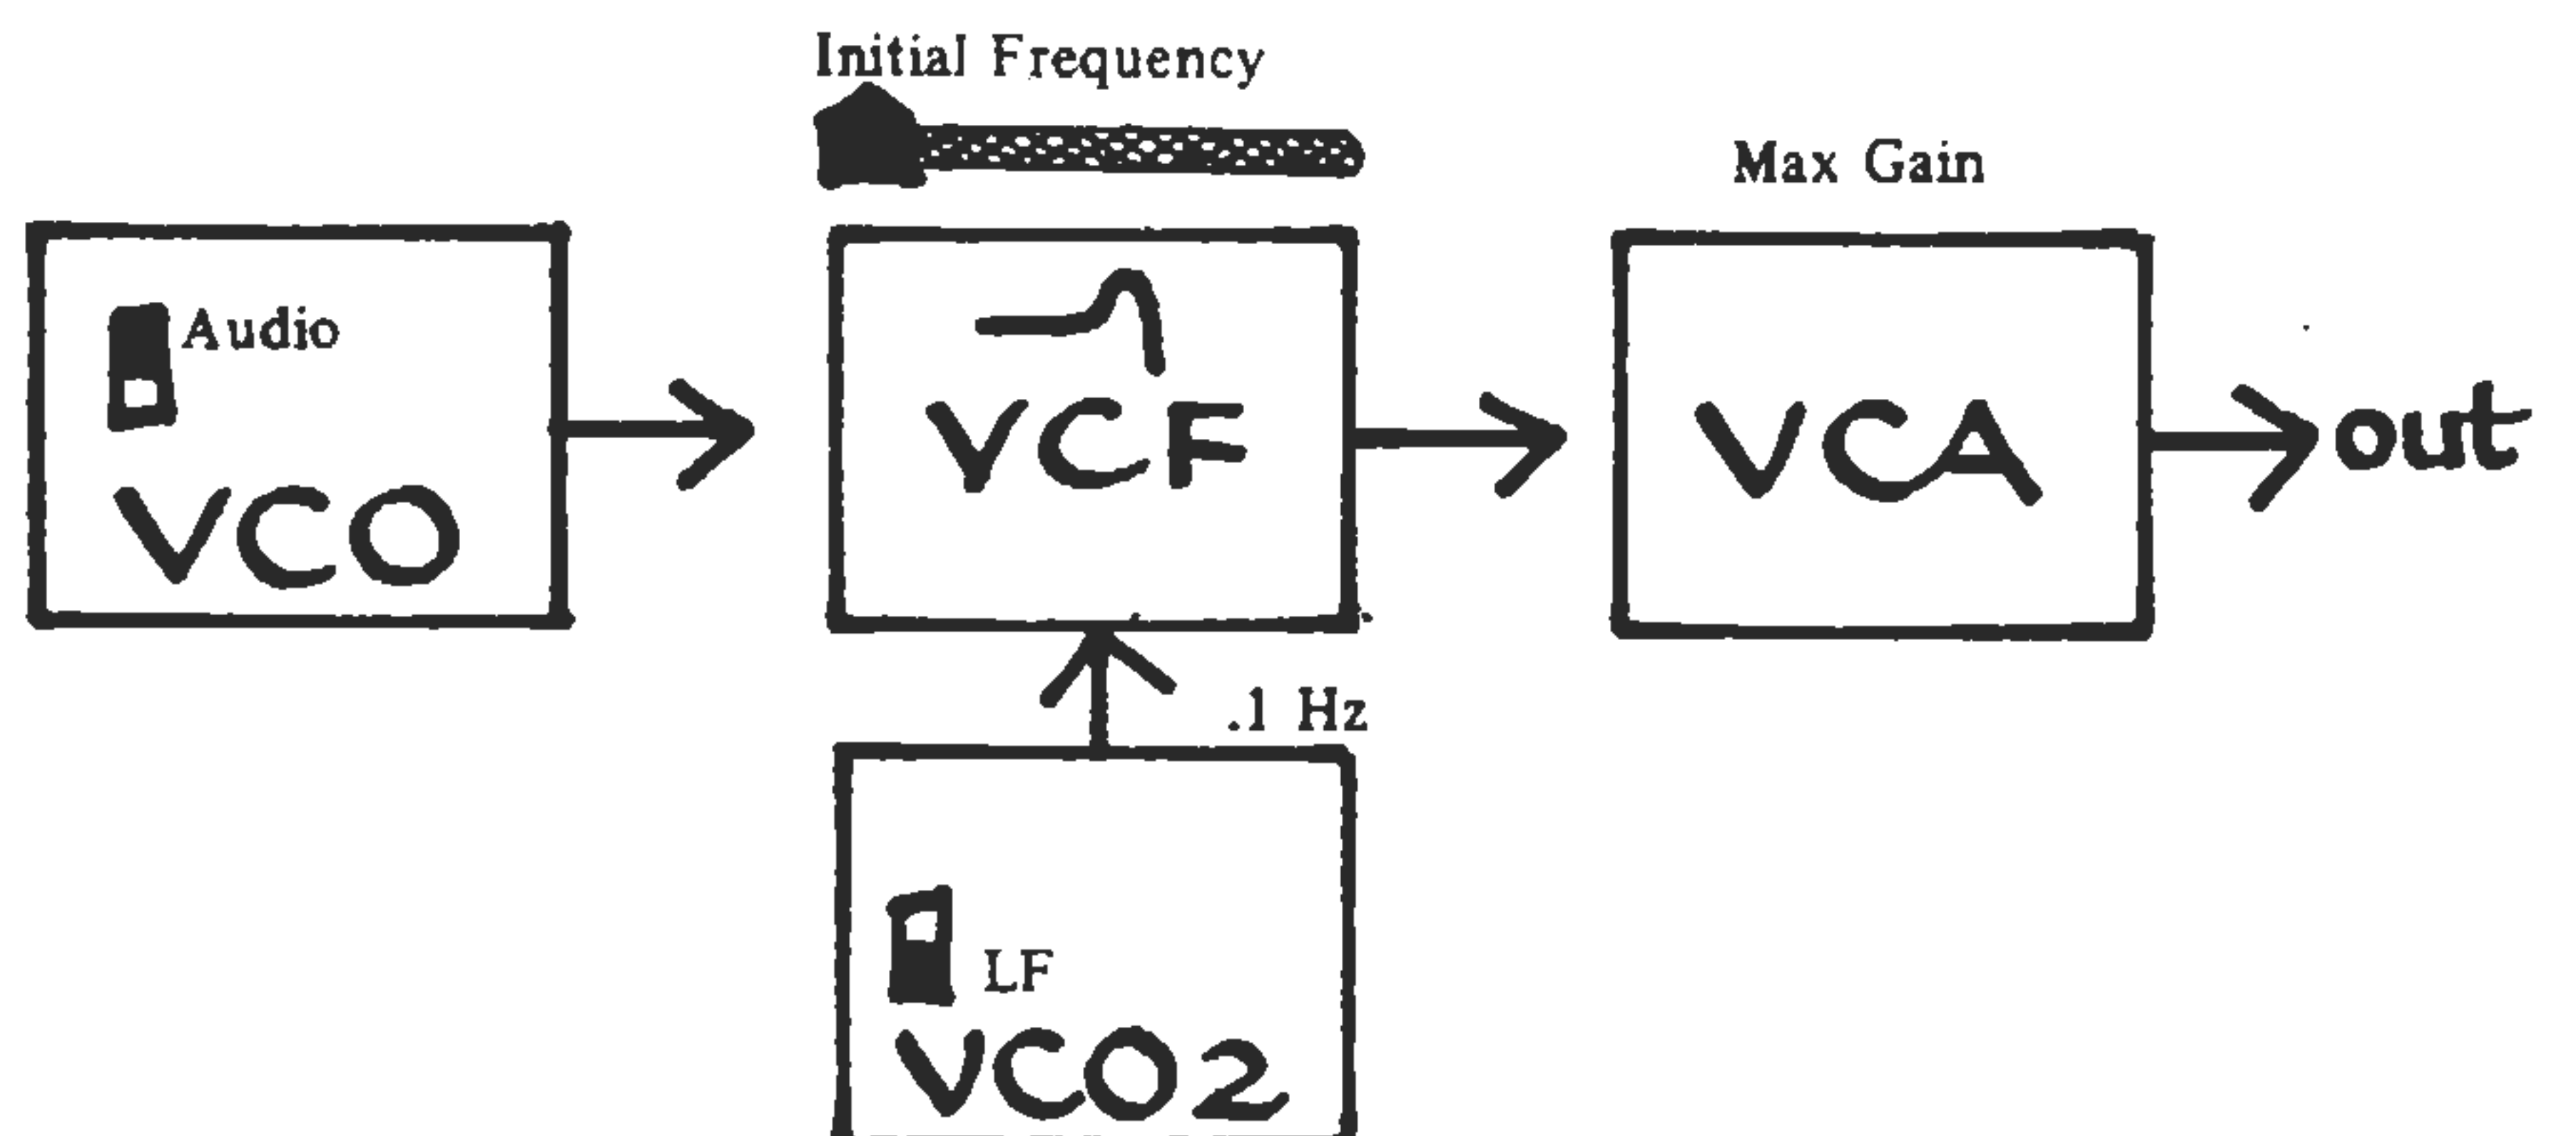 Initial Frequency
Max Gain
Audio
VCO
VCF
VCA
out
.1 Hz
LF
VCO2